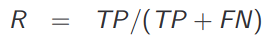 R = TP/(TP + FN)